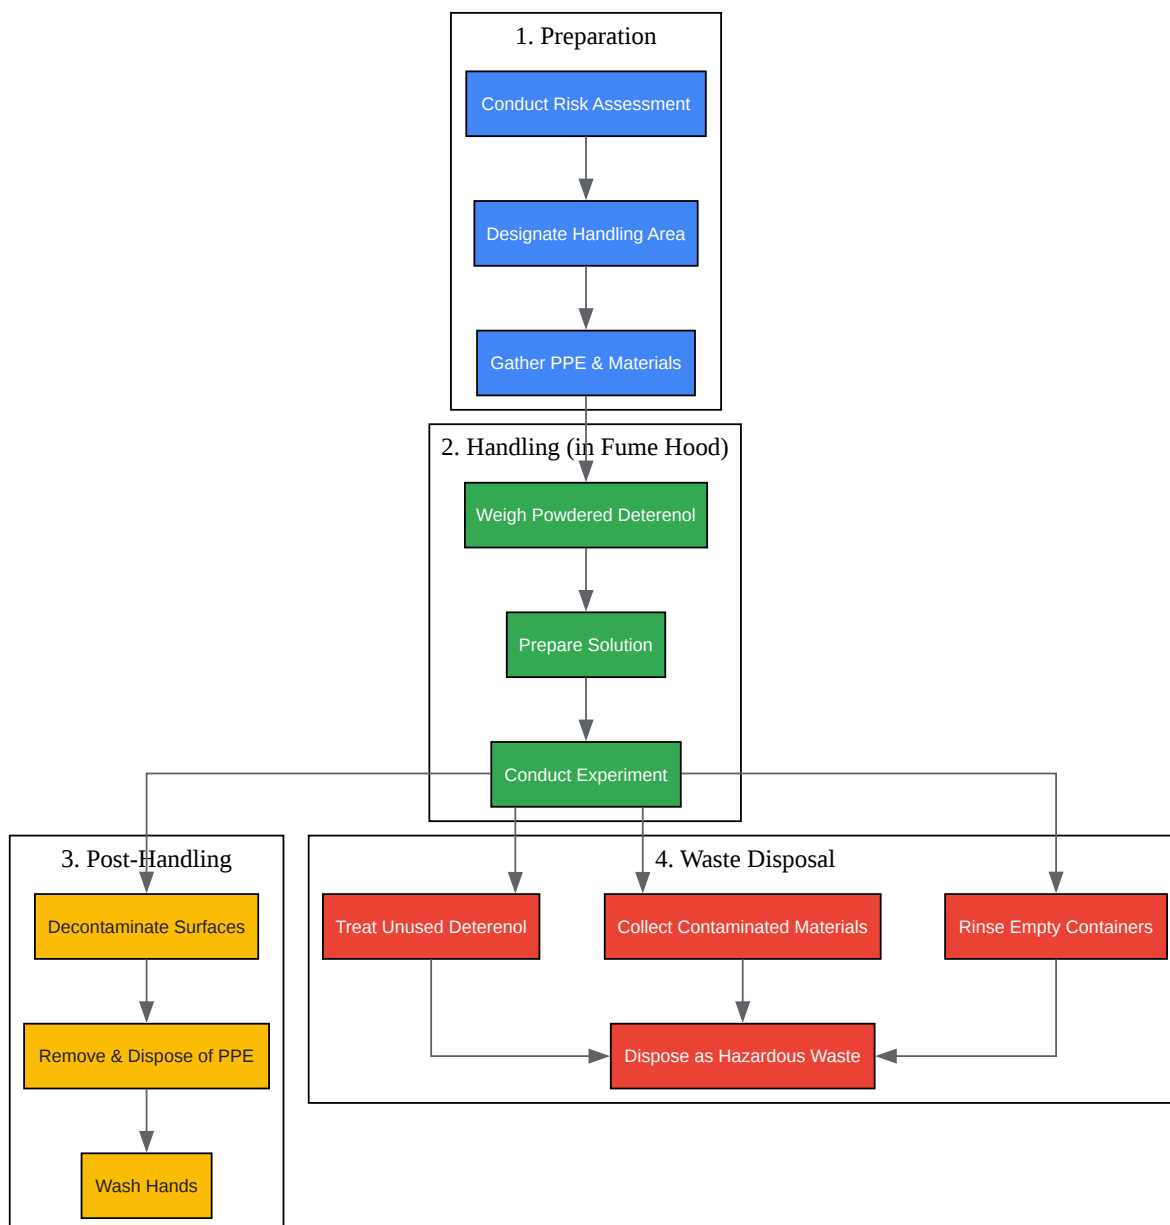 1. Preparation
Conduct Risk Assessment
Designate Handling Area
Gather PPE & Materials
2. Handling (in Fume Hood)
Weigh Powdered Deterenol
Prepare Solution
Conduct Experiment
3. Post-Handling
Decontaminate Surfaces
Remove & Dispose of PPE
Wash Hands
4. Waste Disposal
Treat Unused Deterenol
Collect Contaminated Materials
Rinse Empty Containers
Dispose as Hazardous Waste